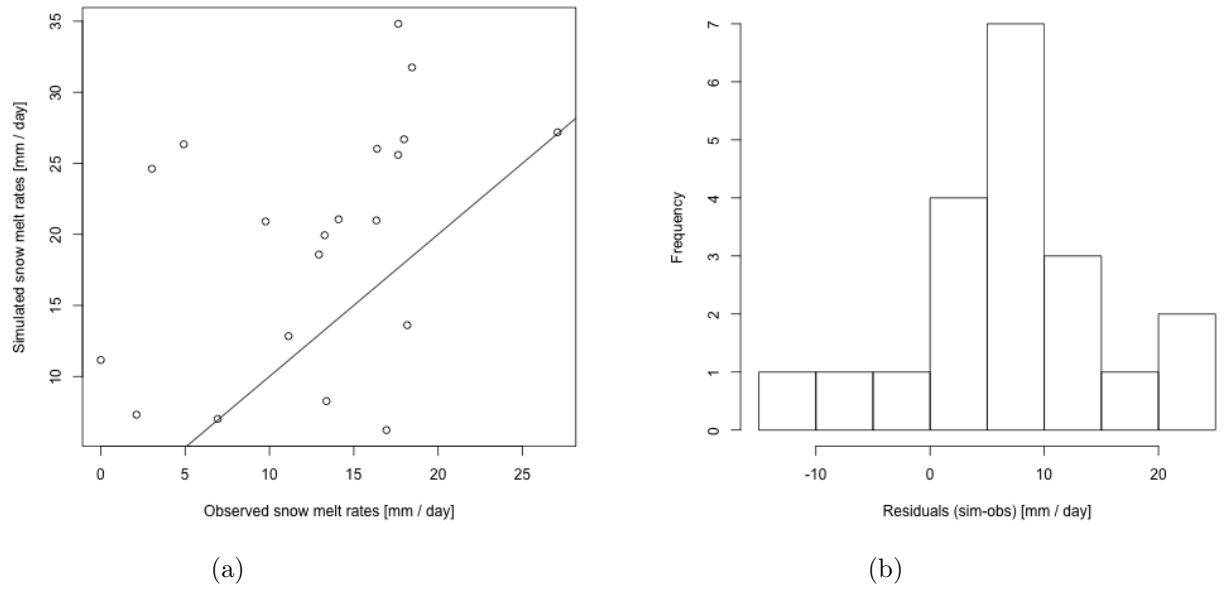 35
30
25
20
15
10
Simulated snow melt rates [mm / day]
0 5 10 15 20 25
Observed snow melt rates [mm / day]
(a)
7
6
5
4
3
2
1
0
Frequency
-10 0 10 20
Residuals (sim-obs) [mm / day]
(b)